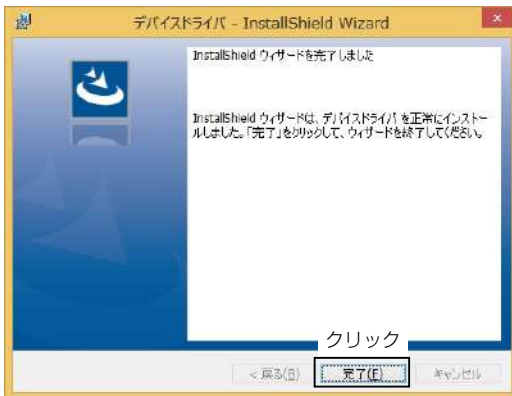 デバイスドライバ - InstallShield Wizard
InstallShield ウィザードを完了しました
InstallShield ウィザードは、デバイスドライバ を正常にインストー
ルしました。「完了」をクリックして、ウィザードを終了してください。
クリック
< 戻る(B)
完了(F)
キャンセル